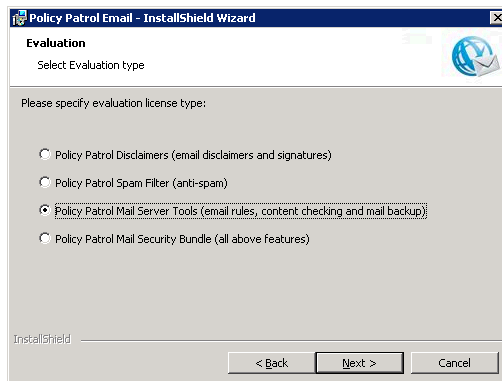 Policy Patrol Email - InstallShield Wizard
Evaluation
Select Evaluation type
Please specify evaluation license type:
Policy Patrol Disclaimers (email disclaimers and signatures)
Policy Patrol Spam Filter (anti-spam)
Policy Patrol Mail Server Tools (email rules, content checking and mail backup)
Policy Patrol Mail Security Bundle (all above features)
InstallShield
< Back
Next >
Cancel